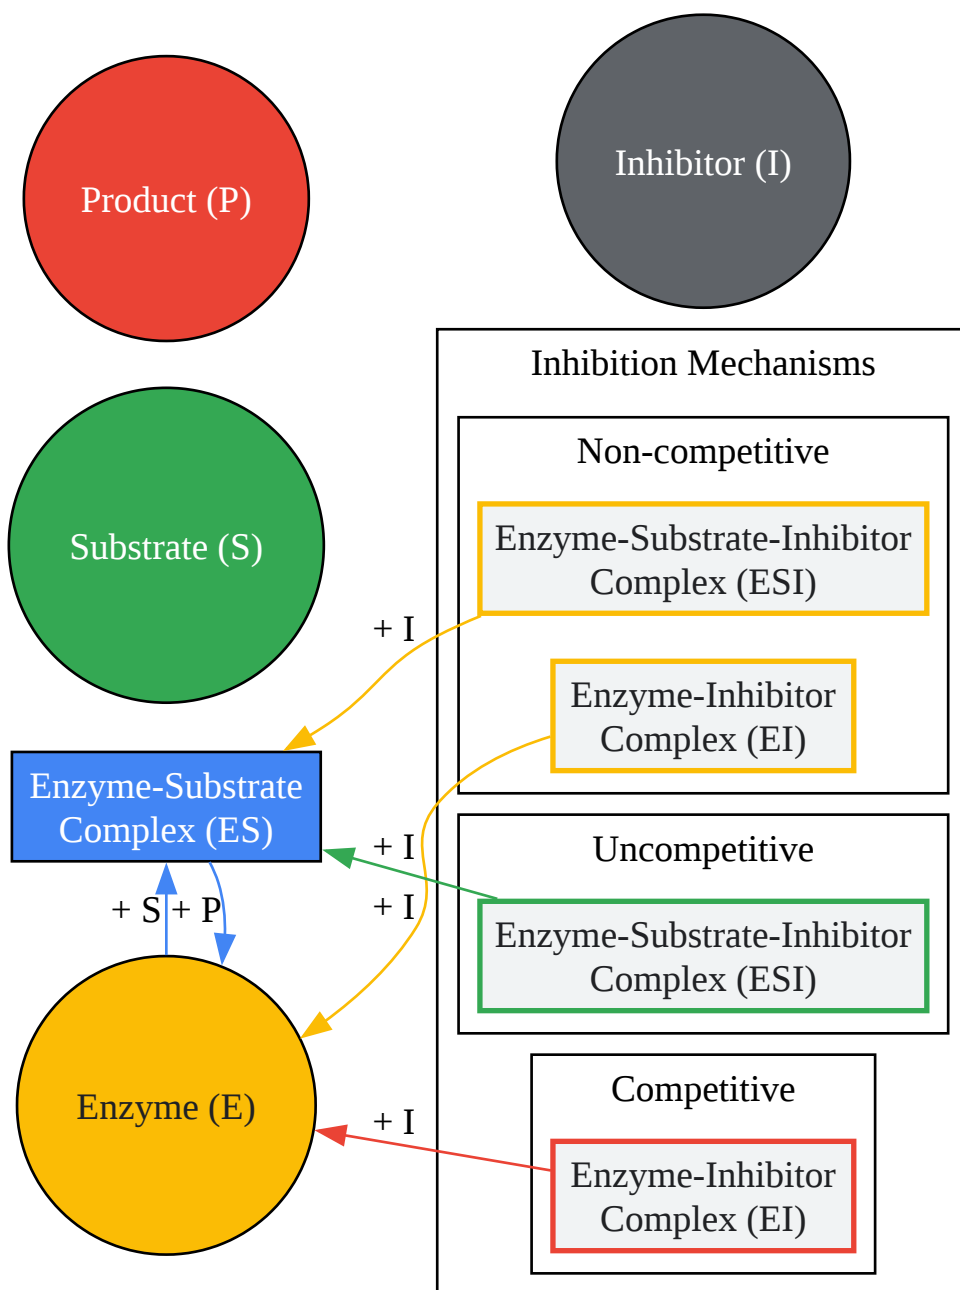 Product (P)
Inhibitor (I)
Substrate (S)
Enzyme-Substrate
Complex (ES)
+ S
+ P
Enzyme (E)
Inhibition Mechanisms
Non-competitive
Enzyme-Substrate-Inhibitor
Complex (ESI)
+ I
Enzyme-Inhibitor
Complex (EI)
+ I
Uncompetitive
+ I
Enzyme-Substrate-Inhibitor
Complex (ESI)
Competitive
+ I
Enzyme-Inhibitor
Complex (EI)